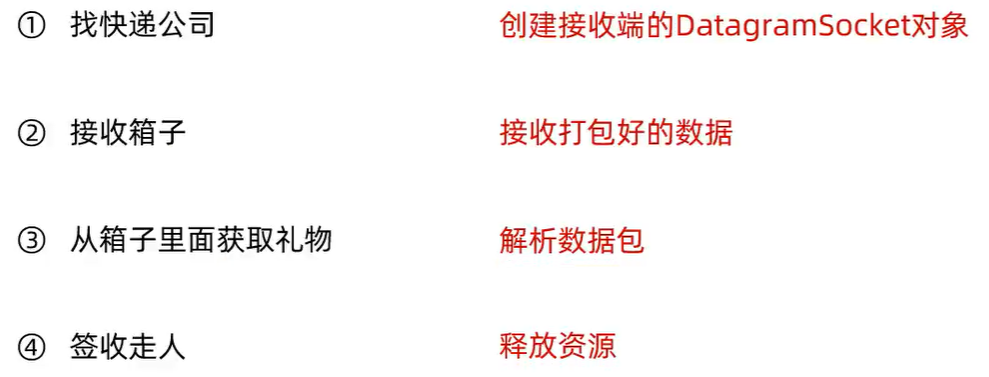 ① 找快递公司 创建接收端的DatagramSocket对象
② 接收箱子 接收打包好的数据
③ 从箱子里面获取礼物 解析数据包
④ 签收走人 释放资源